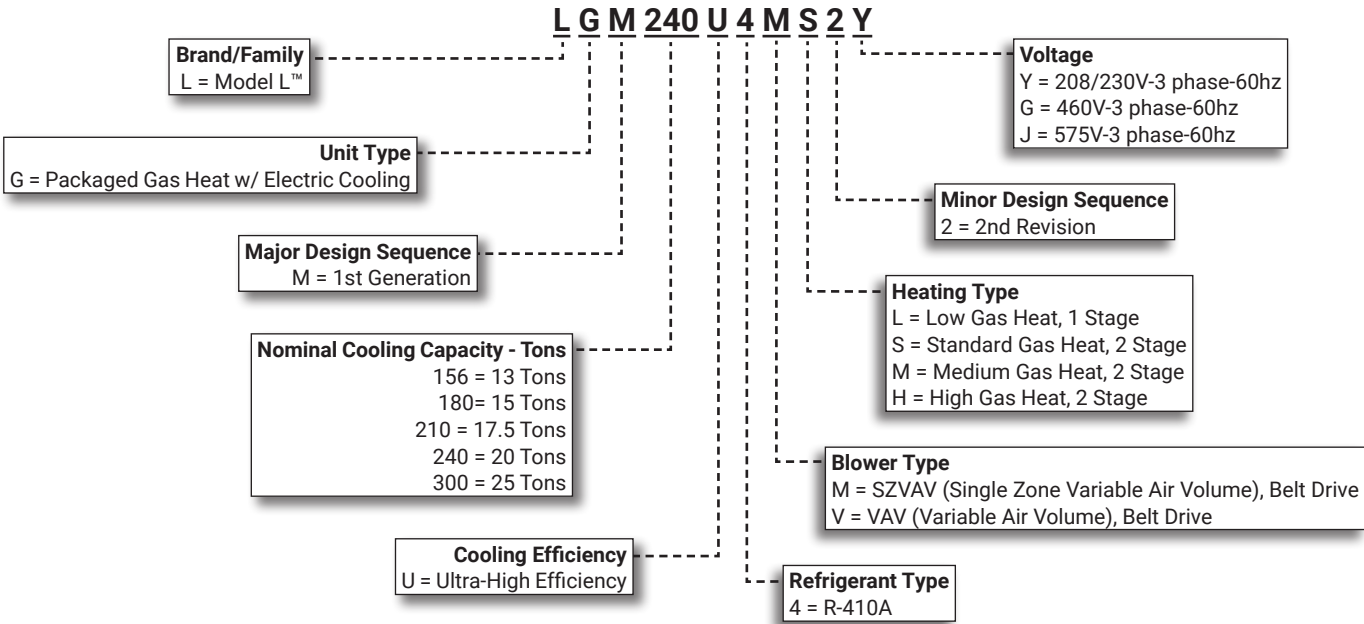 L G M 240 U 4 M S 2 Y
Brand/Family
L = Model L™
Unit Type
G = Packaged Gas Heat w/ Electric Cooling
Major Design Sequence
M = 1st Generation
Nominal Cooling Capacity - Tons
156 = 13 Tons
180= 15 Tons
210 = 17.5 Tons
240 = 20 Tons
300 = 25 Tons
Cooling Efficiency
U = Ultra-High Efficiency
Voltage
Y = 208/230V-3 phase-60hz
G = 460V-3 phase-60hz
J = 575V-3 phase-60hz
Minor Design Sequence
2 = 2nd Revision
Heating Type
L = Low Gas Heat, 1 Stage
S = Standard Gas Heat, 2 Stage
M = Medium Gas Heat, 2 Stage
H = High Gas Heat, 2 Stage
Blower Type
M = SZVAV (Single Zone Variable Air Volume), Belt Drive
V = VAV (Variable Air Volume), Belt Drive
Refrigerant Type
4 = R-410A